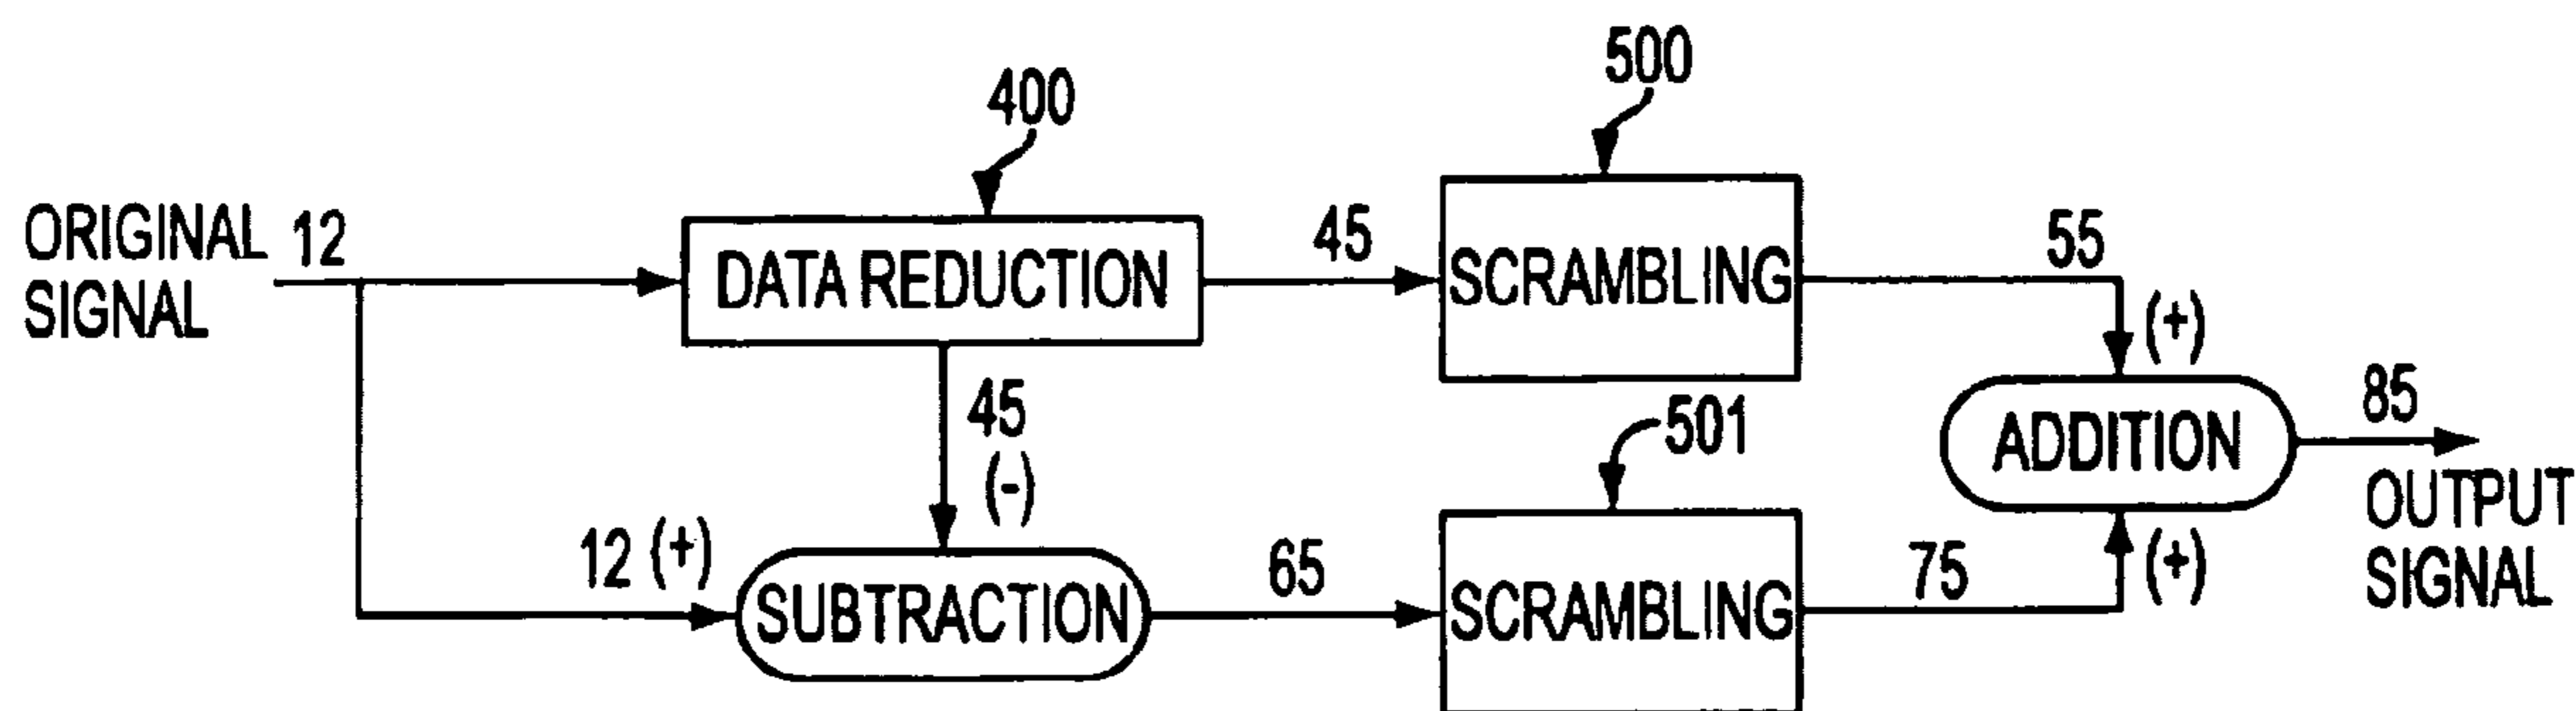 500
400
ORIGINAL
SIGNAL
12
DATA REDUCTION
45
SCRAMBLING
55
(+)
45
(-)
501
ADDITION
85
OUTPUT
SIGNAL
12 (+)
SUBTRACTION
65
SCRAMBLING
75
(+)